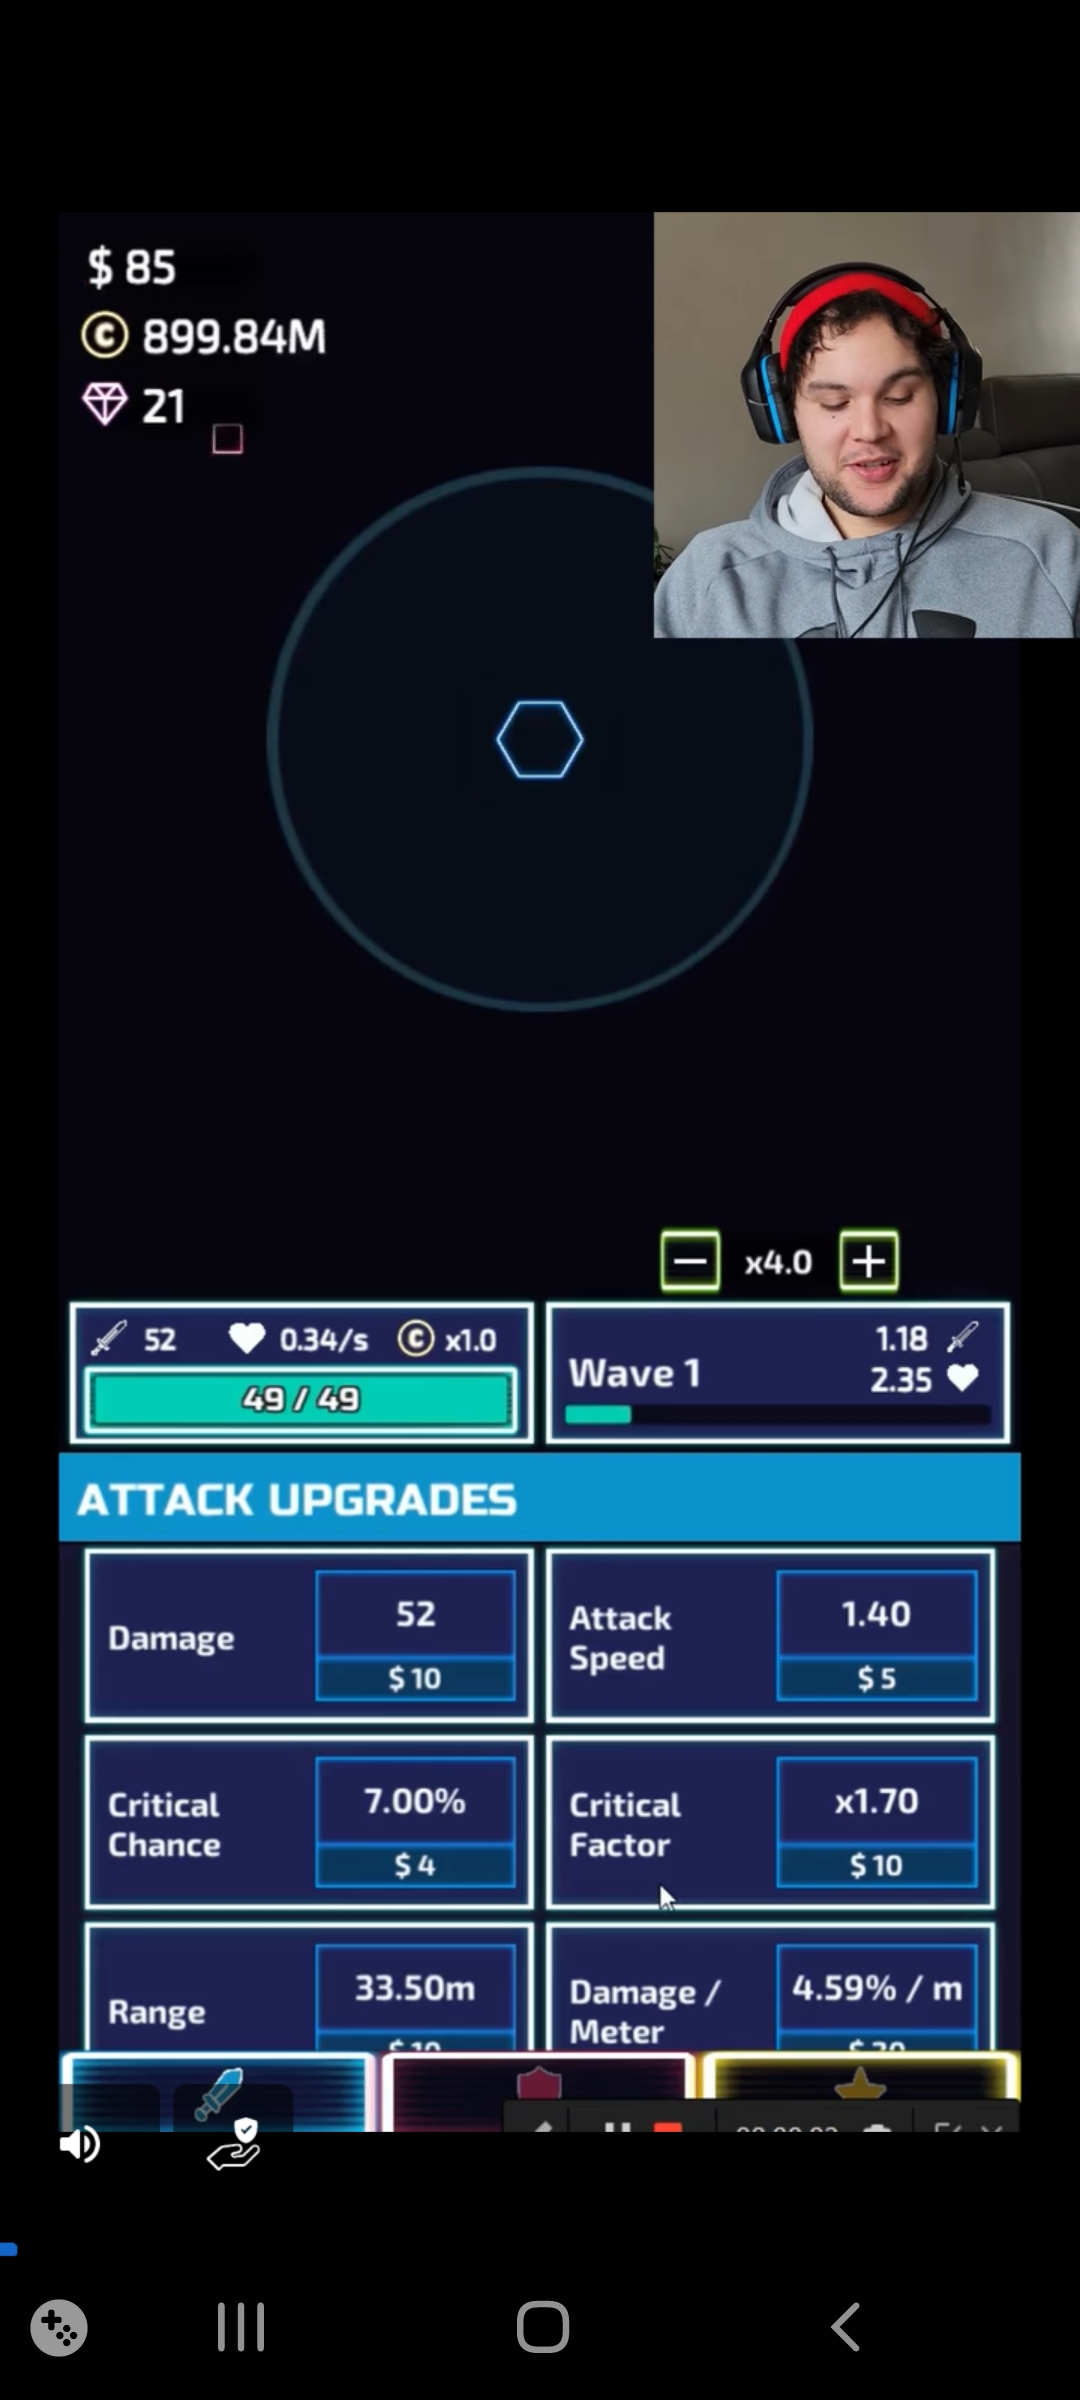 $ 85
© 899.84M
21
x4.0
52 0.34/s © x1.0
49 / 49
1.18
Wave 1
2.35
ATTACK UPGRADES
Damage
52
$ 10
Attack
Speed
1.40
$ 5
Critical
Chance
7.00%
$ 4
Critical
Factor
x1.70
$ 10
Range
33.50m
Damage /
Meter
4.59% / m